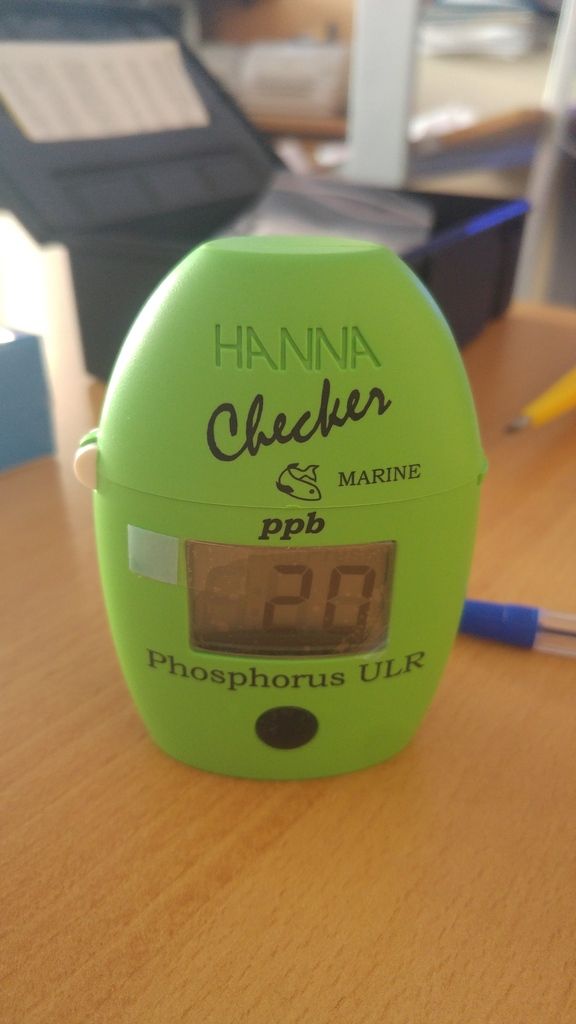 HANNA
Checker
MARINE
ppb
20
Phosphorus ULR